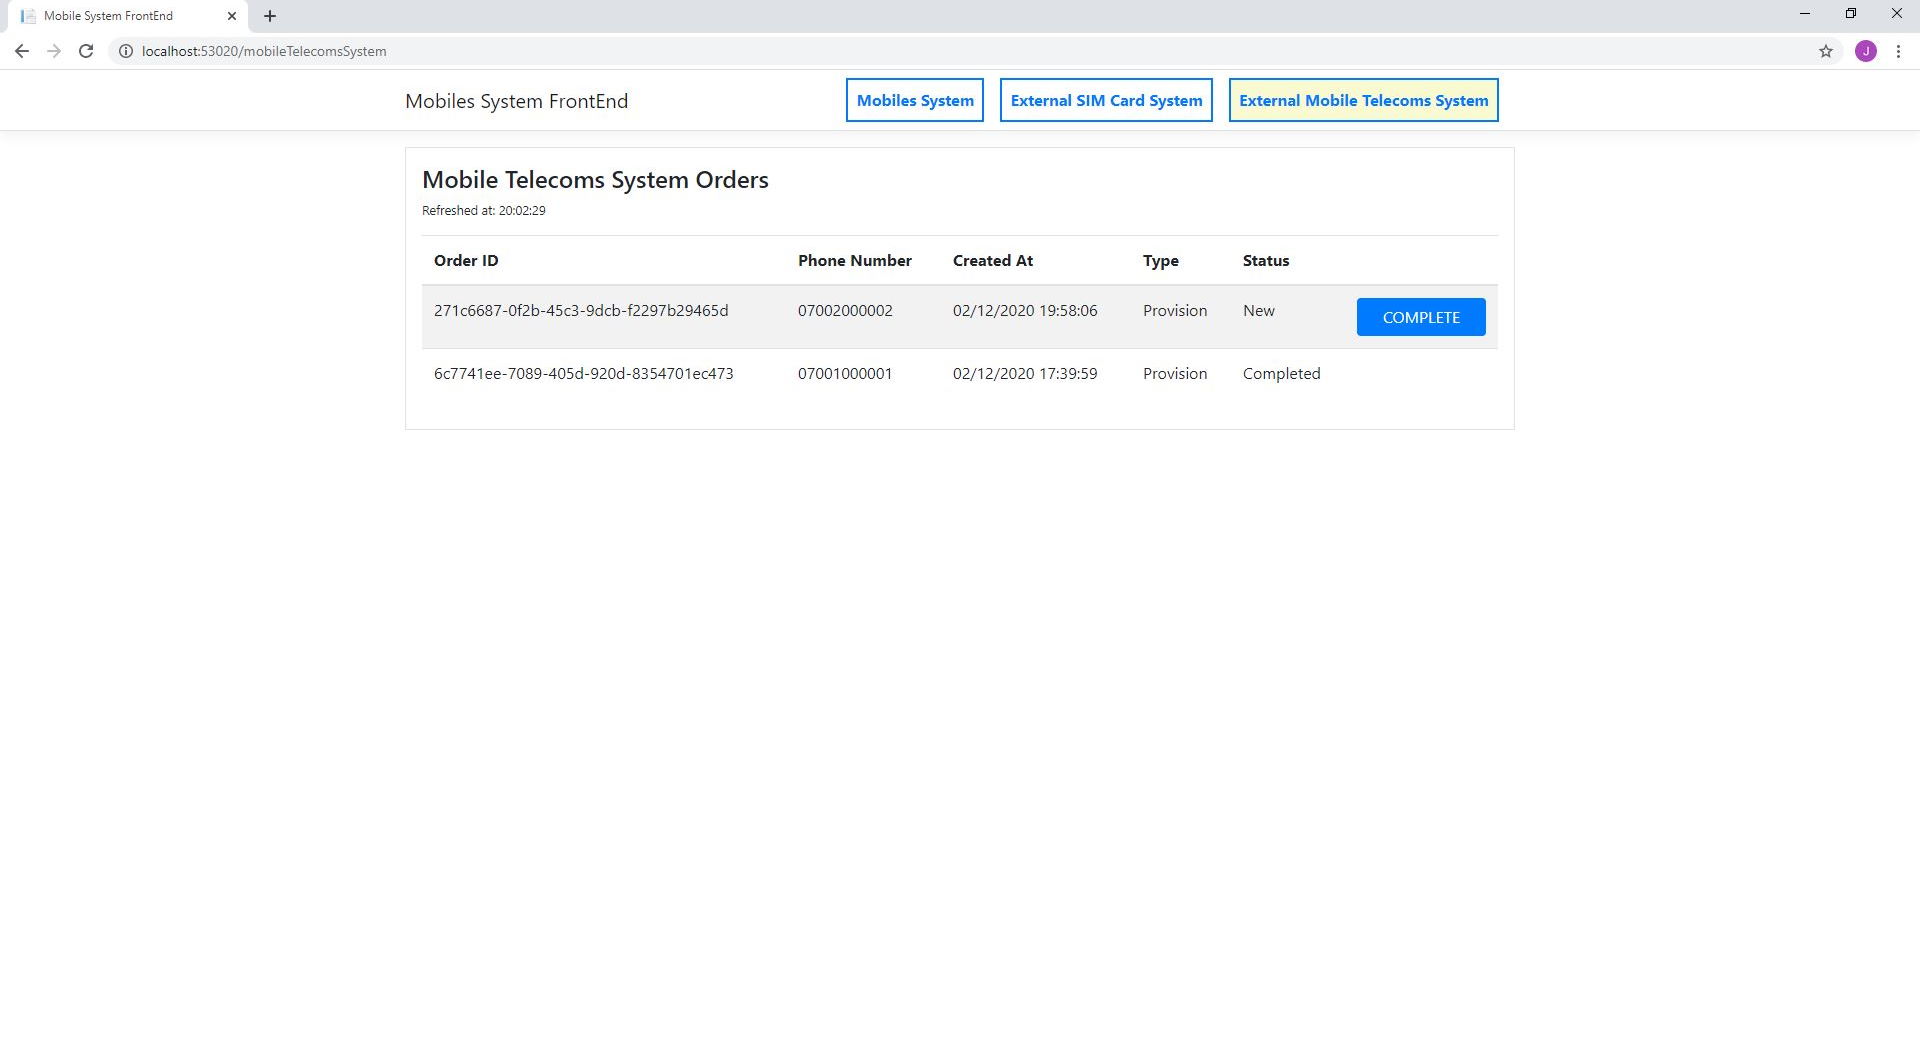 Mobile System FrontEnd
localhost:53020/mobileTelecomsSystem
J
Mobiles System FrontEnd Mobiles System External SIM Card System External Mobile Telecoms System
Mobile Telecoms System Orders
Refreshed at: 20:02:29
Order ID Phone Number Created At Type Status
271c6687-0f2b-45c3-9dcb-f2297b29465d 07002000002 02/12/2020 19:58:06 Provision New COMPLETE
6c7741ee-7089-405d-920d-8354701ec473 07001000001 02/12/2020 17:39:59 Provision Completed